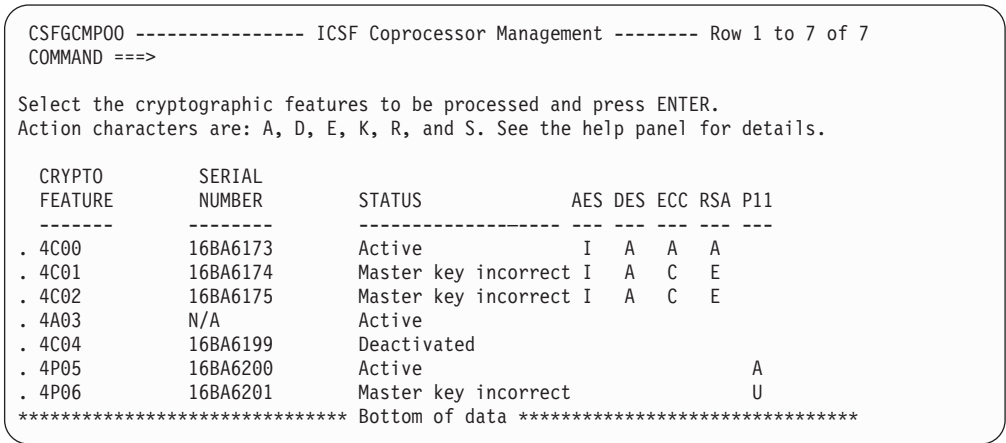 CSFGCMP00 ---------------- ICSF Coprocessor Management -------- Row 1 to 7 of 7
COMMAND ===>
Select the cryptographic features to be processed and press ENTER.
Action characters are: A, D, E, K, R, and S. See the help panel for details.
CRYPTO SERIAL
FEATURE NUMBER STATUS AES DES ECC RSA P11
------- -------- -------------------- --- --- --- --- ---
. 4C00 16BA6173 Active I A A A
. 4C01 16BA6174 Master key incorrect I A C E
. 4C02 16BA6175 Master key incorrect I A C E
. 4A03 N/A Active
. 4C04 16BA6199 Deactivated
. 4P05 16BA6200 Active A
. 4P06 16BA6201 Master key incorrect U
******************************* Bottom of data ********************************